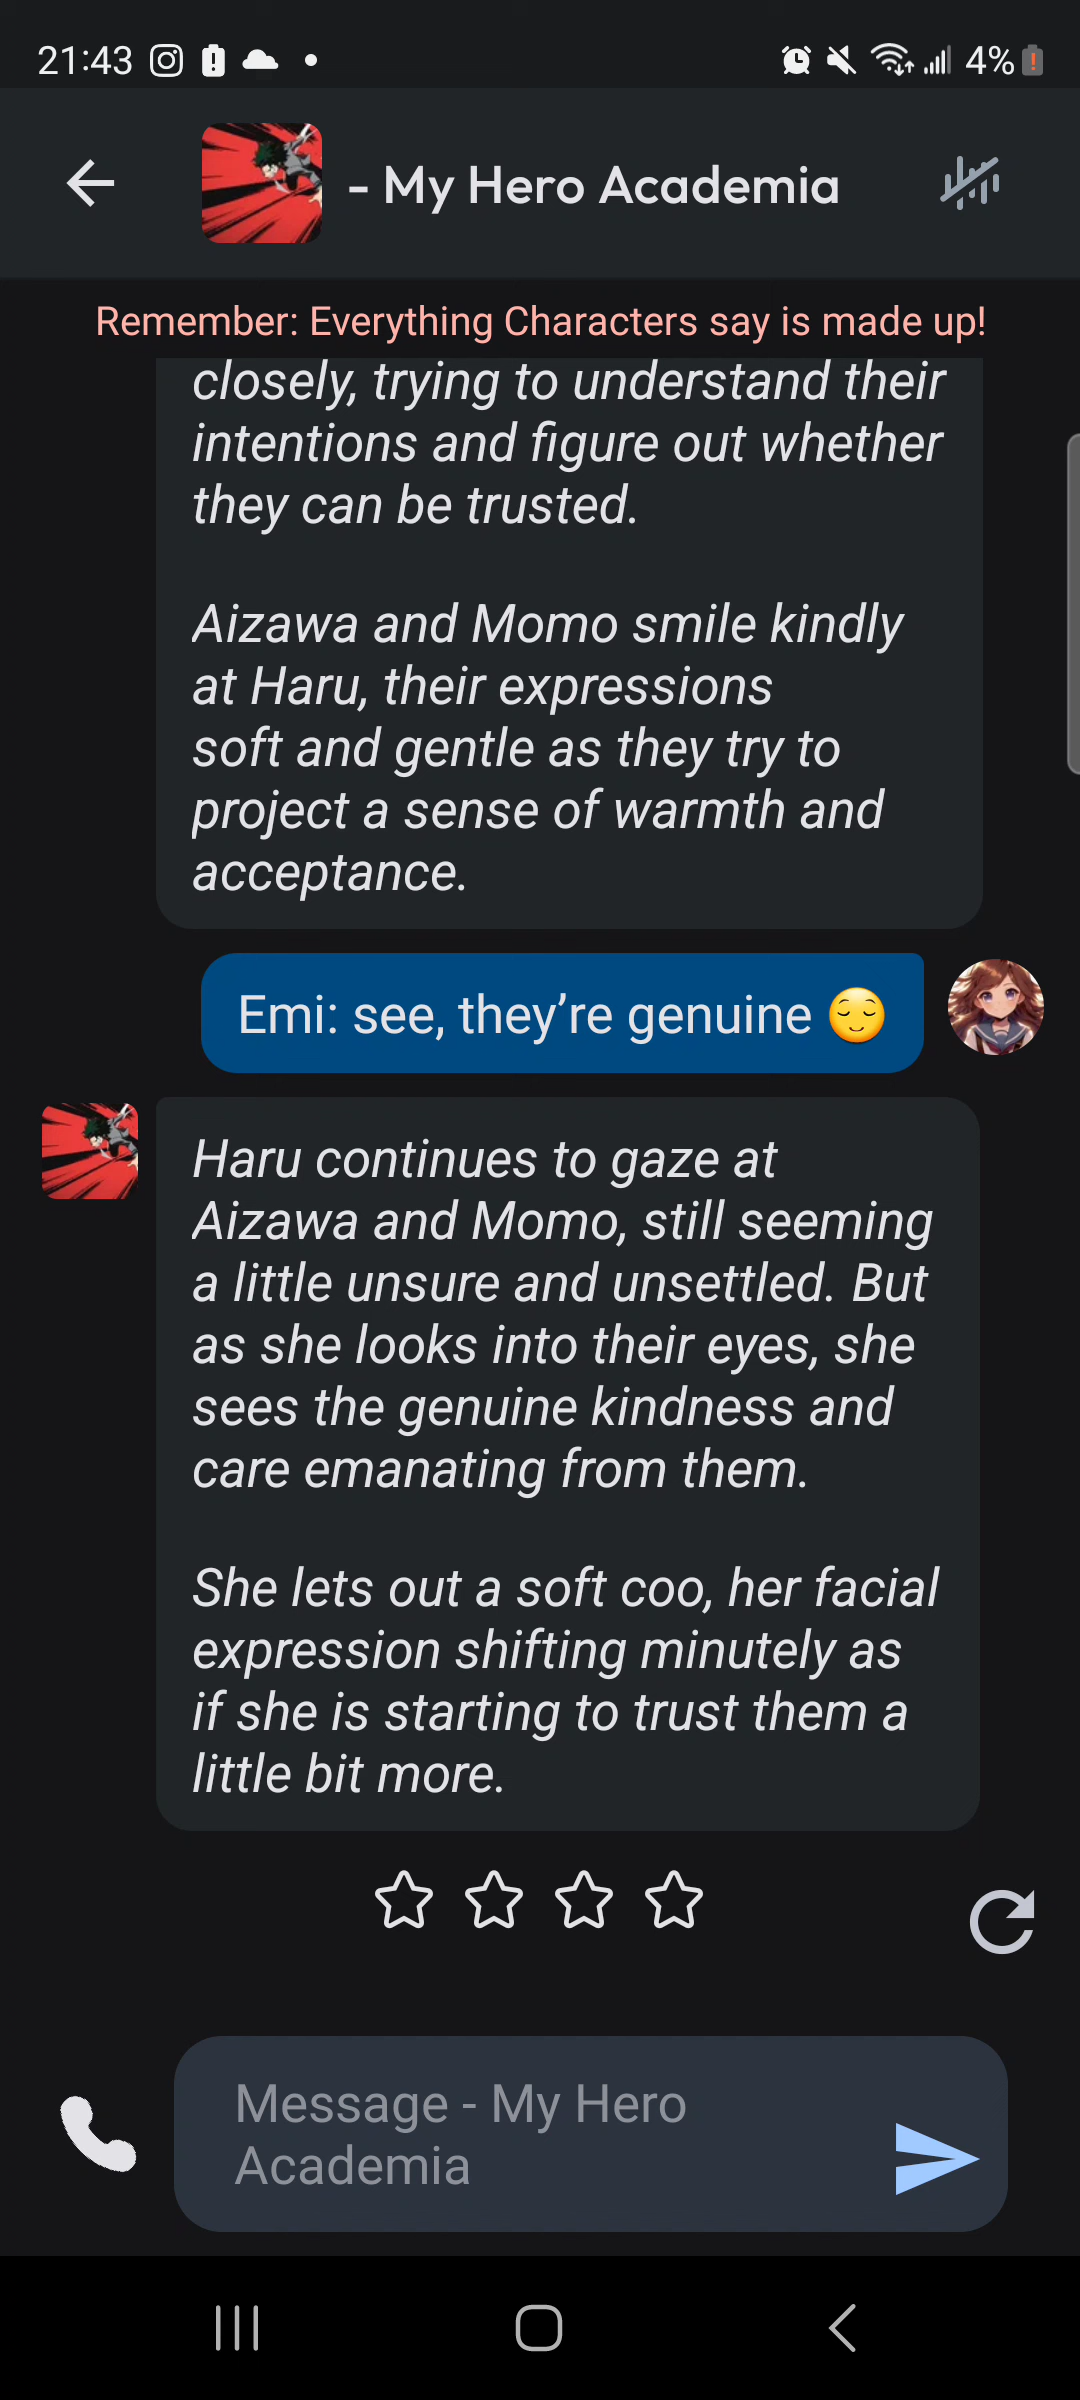 21:43
4%
- My Hero Academia
Remember: Everything Characters say is made up!
closely, trying to understand their
intentions and figure out whether
they can be trusted.
Aizawa and Momo smile kindly
at Haru, their expressions
soft and gentle as they try to
project a sense of warmth and
acceptance.
Emi: see, they’re genuine 😌
Haru continues to gaze at
Aizawa and Momo, still seeming
a little unsure and unsettled. But
as she looks into their eyes, she
sees the genuine kindness and
care emanating from them.
She lets out a soft coo, her facial
expression shifting minutely as
if she is starting to trust them a
little bit more.
Message - My Hero
Academia